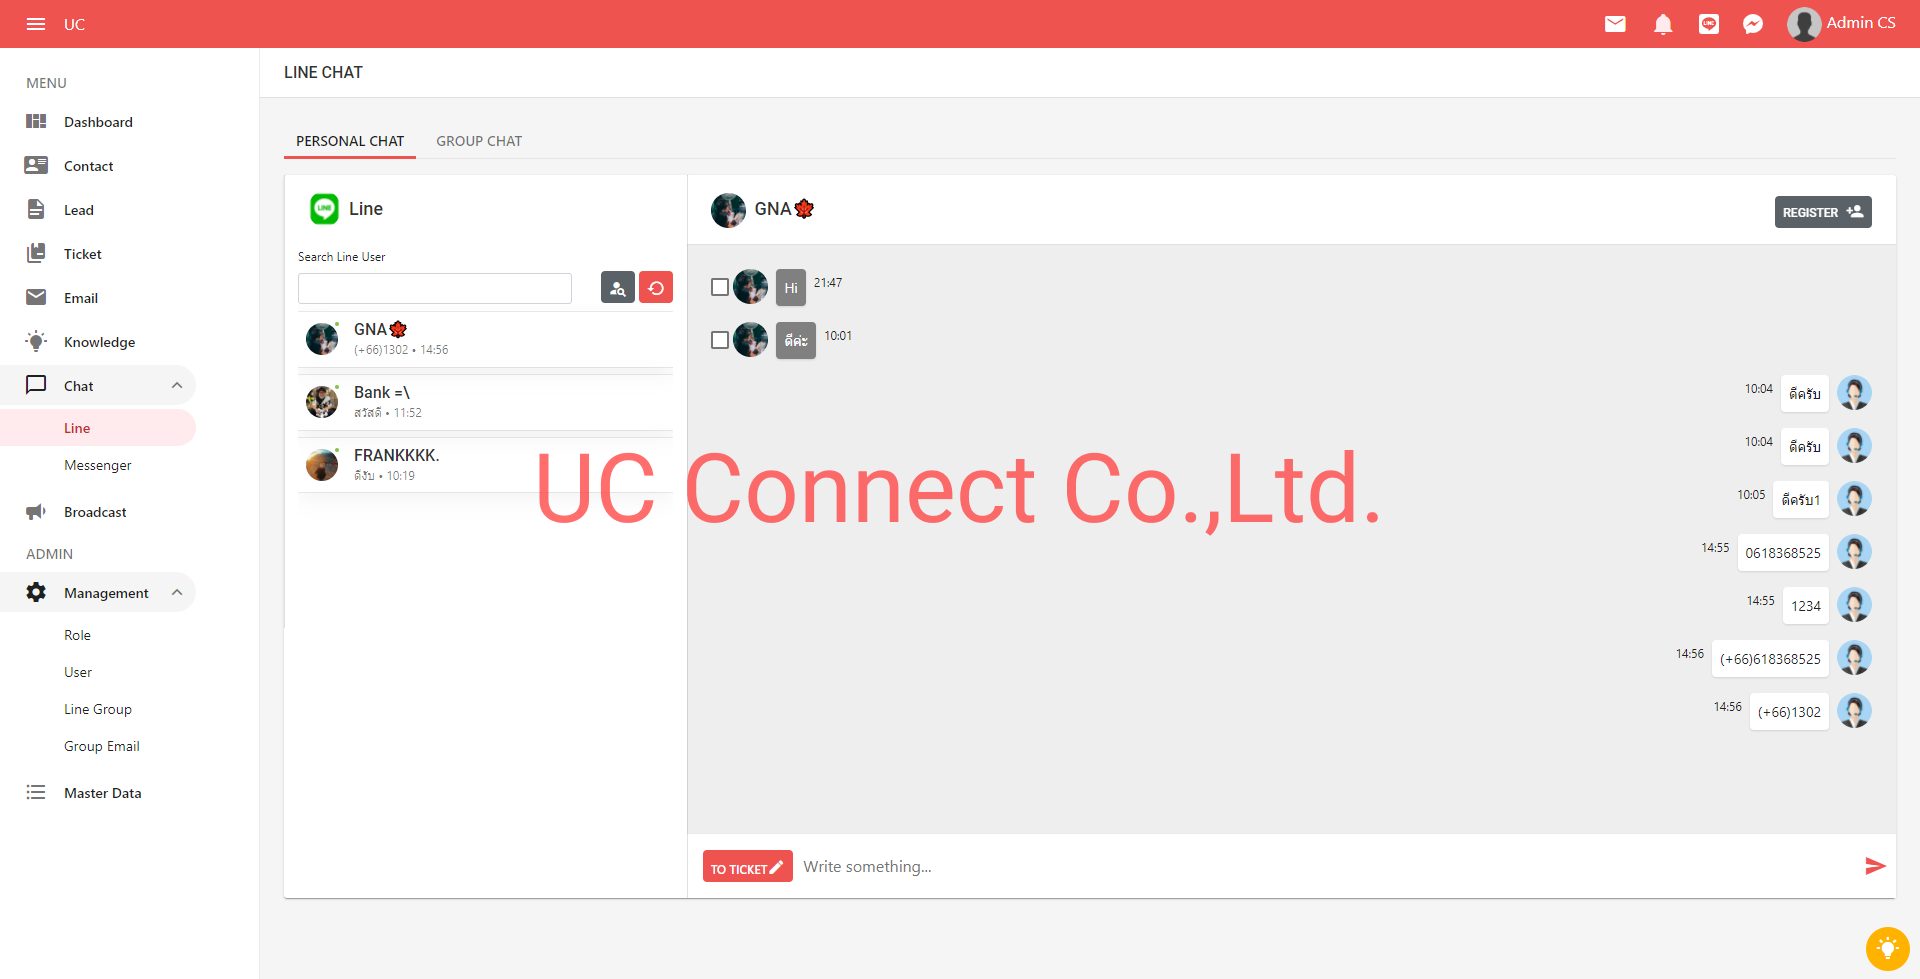 UC
Admin CS
MENU
Dashboard
Contact
Lead
Ticket
Email
Knowledge
Chat
Line
Messenger
Broadcast
ADMIN
Management
Role
User
Line Group
Group Email
Master Data
LINE CHAT
PERSONAL CHAT
GROUP CHAT
LINE
Line
Search Line User
GNA🍁
(+66)1302 • 14:56
Bank =\
สวัสดี • 11:52
FRANKKKK.
ดีงับ • 10:19
GNA🍁
REGISTER
Hi 21:47
ดีค่ะ 10:01
10:04 ดีครับ
10:04 ดีครับ
10:05 ดีครับ1
14:55 0618368525
14:55 1234
14:56 (+66)618368525
14:56 (+66)1302
UC Connect Co.,Ltd.
TO TICKET
Write something...